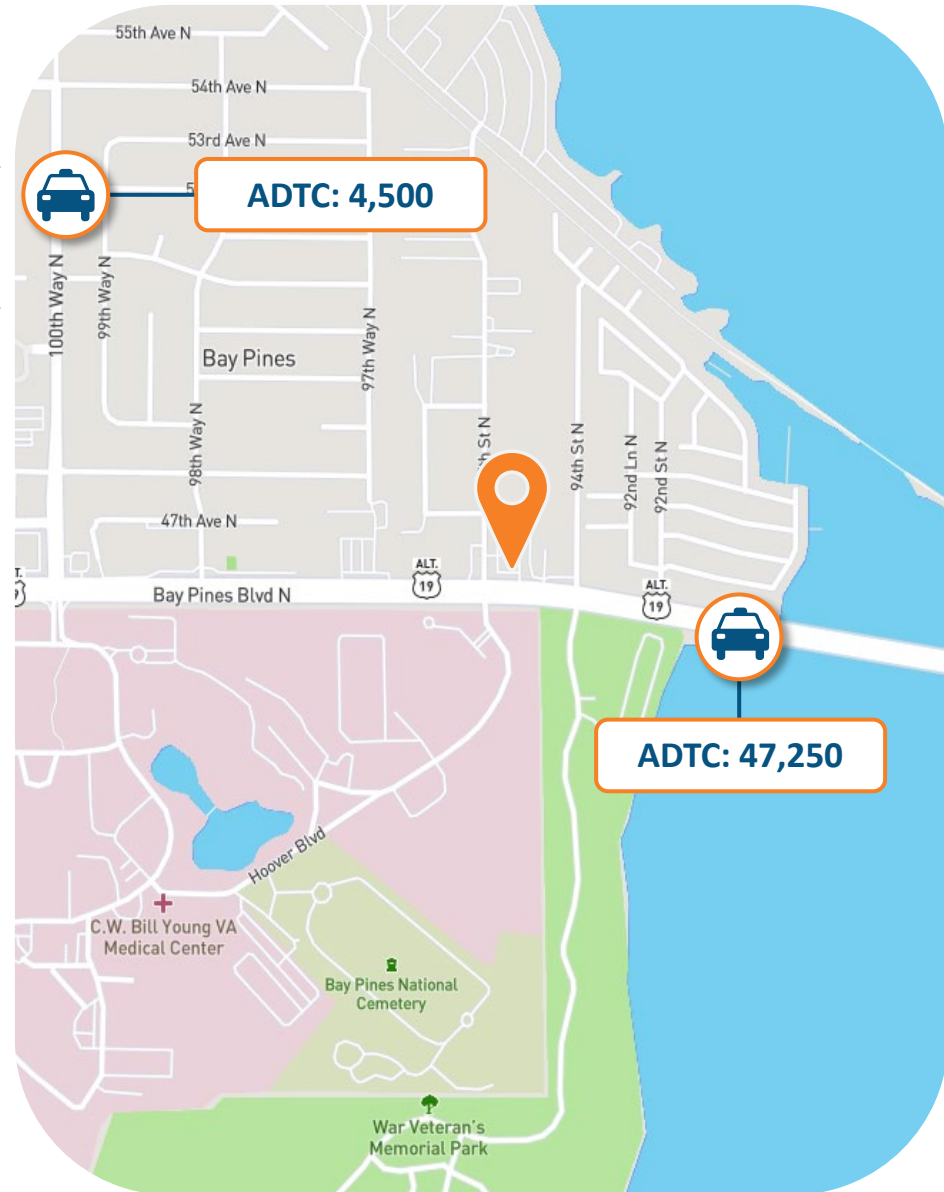 55th Ave N
54th Ave N
53rd Ave N
5
ADTC: 4,500
100th Way N
99th Way N
Bay Pines
97th Way N
98th Way N
h St N
94th St N
92nd Ln N
92nd St N
47th Ave N
ALT.
19
Bay Pines Blvd N
ALT.
19
ADTC: 47,250
Hoover Blvd
C.W. Bill Young VA
Medical Center
Bay Pines National
Cemetery
War Veteran's
Memorial Park